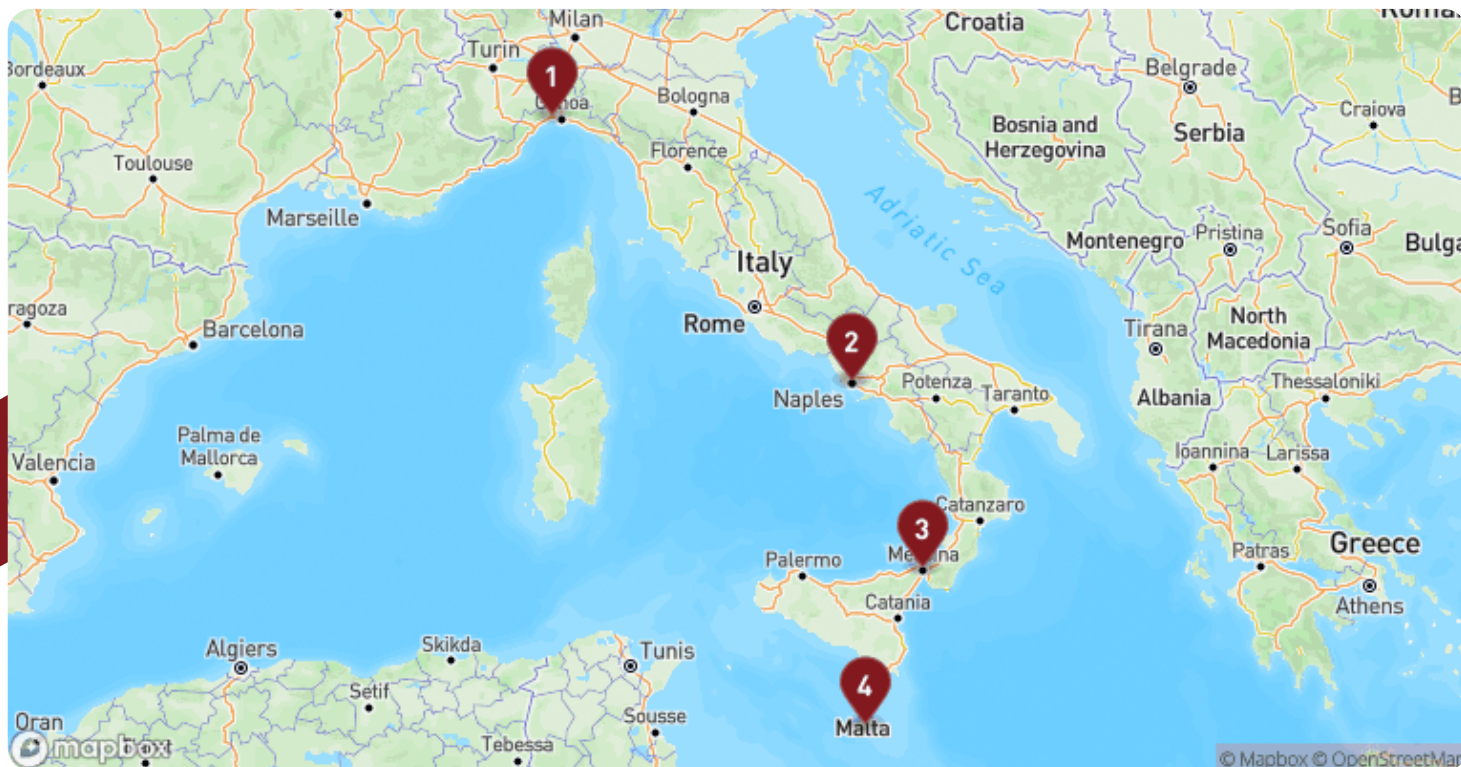 Milan
Croatia
Turin
1
Bordeaux
Belgrade
Genoa
Bologna
Craiova
Bosnia and
Herzegovina
Serbia
Florence
Toulouse
Marseille
Adriatic Sea
Montenegro
Pristina
Sofia
Italy
ragoza
Rome
Barcelona
North
Macedonia
Tirana
2
Naples
Potenza
Taranto
Albania
Thessaloniki
Palma de
Mallorca
Valencia
Ioannina
Larissa
Catanzaro
3
Messina
Palermo
Patras
Greece
Catania
Athens
Algiers
Skikda
Tunis
Setif
4
Malta
Sousse
Oran
Tebessa
mapbox
© Mapbox © OpenStreetMap